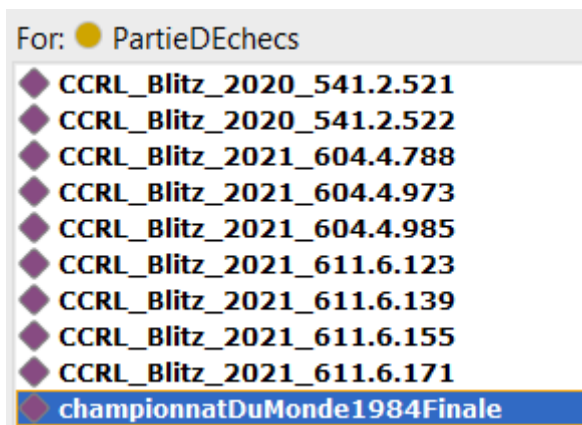 For: PartieDEchecs
CCRL_Blitz_2020_541.2.521
CCRL_Blitz_2020_541.2.522
CCRL_Blitz_2021_604.4.788
CCRL_Blitz_2021_604.4.973
CCRL_Blitz_2021_604.4.985
CCRL_Blitz_2021_611.6.123
CCRL_Blitz_2021_611.6.139
CCRL_Blitz_2021_611.6.155
CCRL_Blitz_2021_611.6.171
championnatDuMonde1984Finale